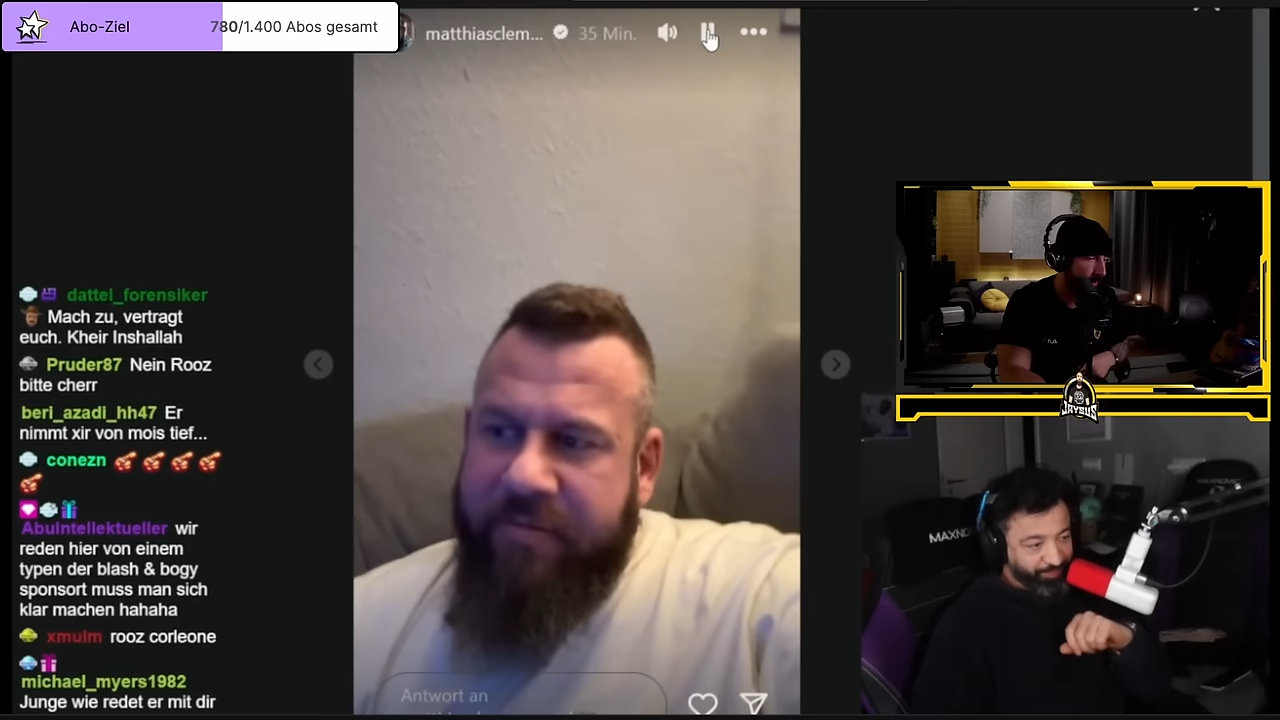 Abo-Ziel
780/1.400 Abos gesamt
matthiasclem... 35 Min.
dattel_forensiker
Mach zu, vertragt
euch. Kheir Inshallah
Pruder87 Nein Rooz
bitte cherr
beri_azadi_hh47 Er
nimmt xir von mois tief...
conezn
AbuIntellektueller wir
reden hier von einem
typen der blash & bogy
sponsort muss man sich
klar machen hahaha
xmulm rooz corleone
michael_myers1982
Junge wie redet er mit dir
Antwort an
JAYSUS
MAXNOMIC